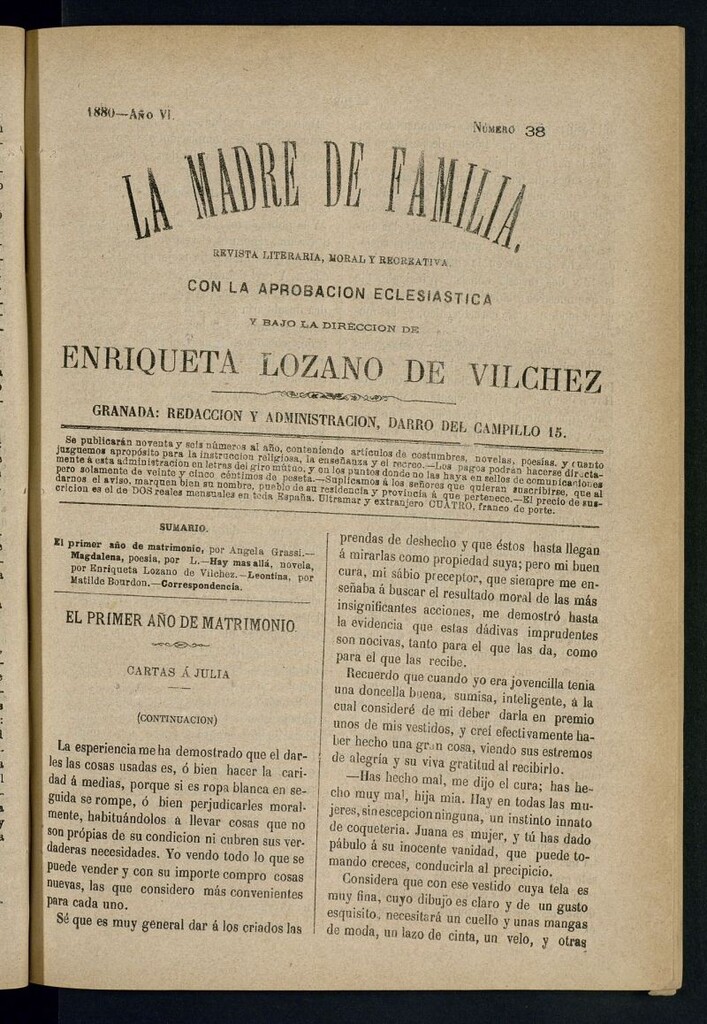 1880—Año VI.
Número 38
LA MADRE DE FAMILIA,
REVISTA LITERARIA, MORAL Y RECREATIVA.
CON LA APROBACION ECLESIASTICA
Y BAJO LA DIRECCION DE
ENRIQUETA LOZANO DE VILCHEZ
GRANADA: REDACCION Y ADMINISTRACION, DARRO DEL CAMPILLO 15.
Se publicarán noventa y seis números al año, conteniendo artículos de costumbres, novelas, poesías, y cuanto
juzguemos apropósito para la instruccion religiosa, la enseñanza y el recreo.—Los pagos podrán hacerse directa-
mente á esta administracion en letras del giro mútuo, y en los puntos donde no las haya en sellos de comunicaciones
pero solamente de veinte y cinco céntimos de peseta.—Suplicamos á los señores que quieran suscribirse, que al
darnos el aviso, marquen bien su nombre, pueblo de su residencia y provincia á que pertenece.—El precio de sus-
cricion es el de DOS reales mensuales en toda España. Ultramar y extranjero CUATRO, franco de porte.
SUMARIO.
El primer año de matrimonio, por Angela Grassi.—
Magdalena, poesia, por L.—Hay mas allá, novela,
por Enriqueta Lozano de Vilchez.—Leontina, por
Matilde Bourdon.—Correspondencia.
EL PRIMER AÑO DE MATRIMONIO
CARTAS Á JULIA
(CONTINUACION)
La esperiencia me ha demostrado que el dar-
les las cosas usadas es, ó bien hacer la cari-
dad á medias, porque si es ropa blanca en se-
guida se rompe, ó bien perjudicarles moral-
mente, habituándolos á llevar cosas que no
son própias de su condicion ni cubren sus ver-
daderas necesidades. Yo vendo todo lo que se
puede vender y con su importe compro cosas
nuevas, las que considero más convenientes
para cada uno.
Sé que es muy general dar á los criados las
prendas de deshecho y que éstos hasta llegan
á mirarlas como propiedad suya; pero mi buen
cura, mi sábio preceptor, que siempre me en-
señaba á buscar el resultado moral de las más
insignificantes acciones, me demostró hasta
la evidencia que estas dádivas imprudentes
son nocivas, tanto para el que las da, como
para el que las recibe.
Recuerdo que cuando yo era jovencilla tenia
una doncella buena, sumisa, inteligente, á la
cual consideré de mi deber darla en premio
unos de mis vestidos, y creí efectivamente ha-
ber hecho una gran cosa, viendo sus estremos
de alegría y su viva gratitud al recibirlo.
—Has hecho mal, me dijo el cura; has he-
cho muy mal, hija mia. Hay en todas las mu-
jeres, sin escepcion ninguna, un instinto innato
de coqueteria. Juana es mujer, y tú has dado
pábulo á su inocente vanidad, que puede to-
mando creces, conducirla al precipicio.
Considera que con ese vestido cuya tela es
muy fina, cuyo dibujo es claro y de un gusto
esquisito, necesitará un cuello y unas mangas
de moda, un lazo de cinta, un velo, y otras